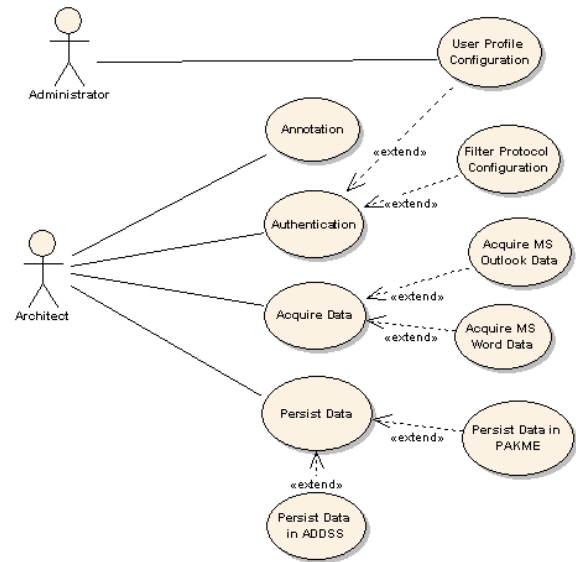 User Profile
Configuration
Administrator
Annotation
«extend»
Filter Protocol
Configuration
«extend»
Authentication
Acquire MS
Outlook Data
«extend»
Architect
Acquire Data
Acquire MS
Word Data
«extend»
Persist Data
Persist Data in
PAKME
«extend»
«extend»
Persist Data
in ADDSS